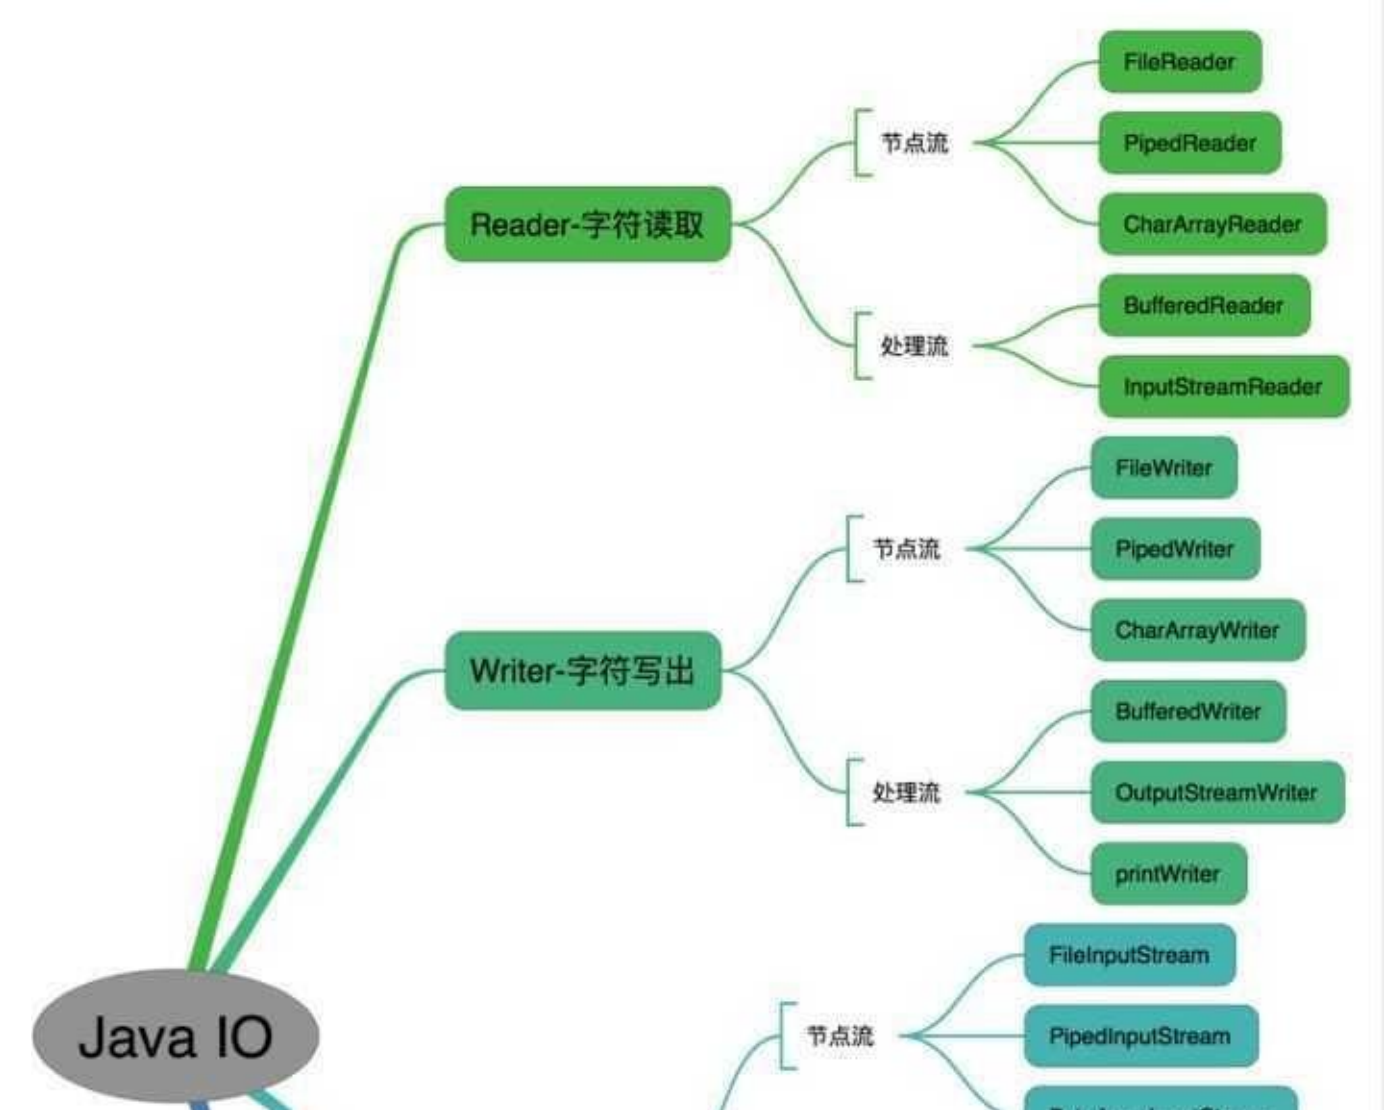 FileReader
节点流
PipedReader
Reader-字符读取
CharArrayReader
BufferedReader
处理流
InputStreamReader
FileWriter
节点流
PipedWriter
CharArrayWriter
Writer-字符写出
BufferedWriter
处理流
OutputStreamWriter
printWriter
FileInputStream
Java IO
节点流
PipedInputStream